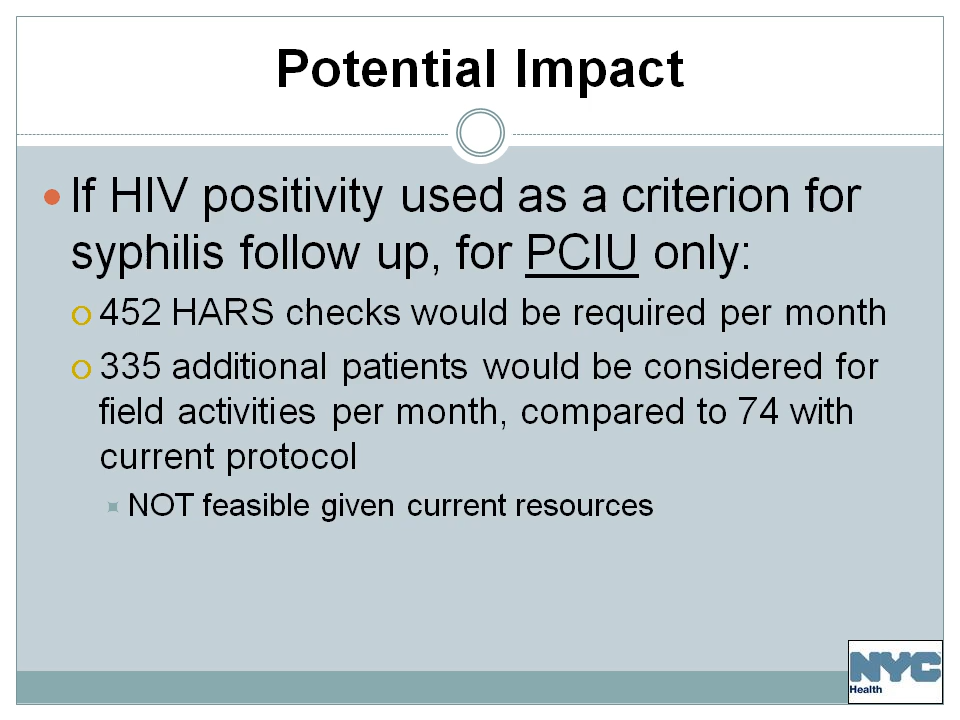 Potential Impact
If HIV positivity used as a criterion for
syphilis follow up, for PCIU only:
452 HARS checks would be required per month
335 additional patients would be considered for
field activities per month, compared to 74 with
current protocol
NOT feasible given current resources
NYC
Health